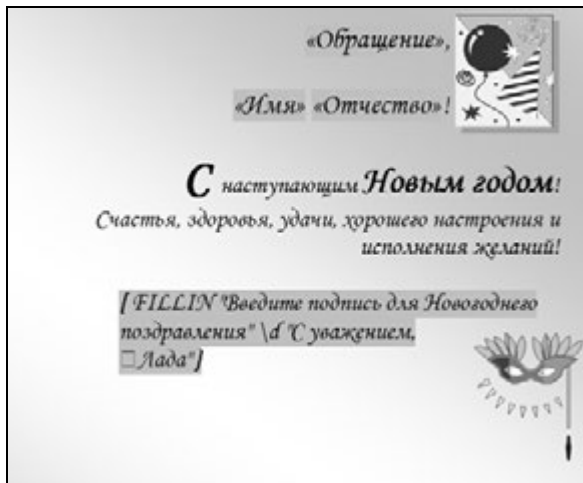 «Обращение»,
«Имя» «Отчество»!
С наступающим Новым годом!
Счастья, здоровья, удачи, хорошего настроения и
исполнения желаний!
[ FILLIN "Введите подпись для Новогоднего
поздравления" \d "С уважением,
□Лада"]